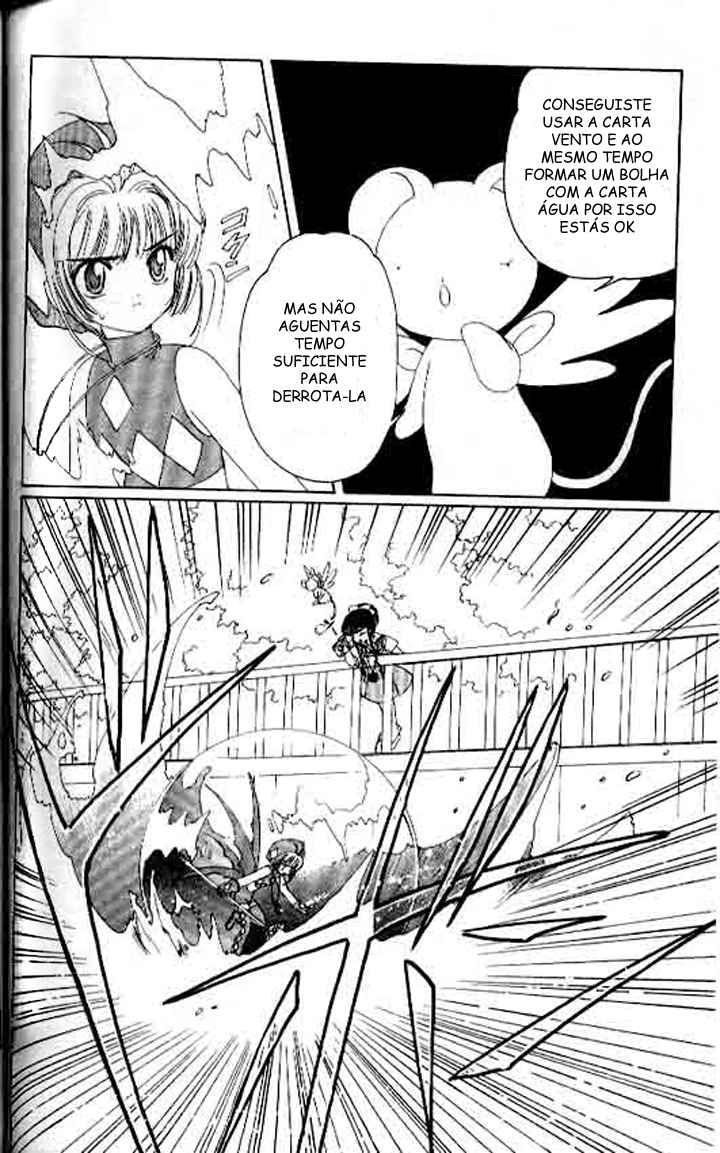 CONSEGUISTE
USAR A CARTA
VENTO E AO
MESMO TEMPO
FORMAR UM BOLHA
COM A CARTA
ÁGUA POR ISSO
ESTÁS OK
MAS NÃO
AGUENTAS
TEMPO
SUFICIENTE
PARA
DERROTA-LA